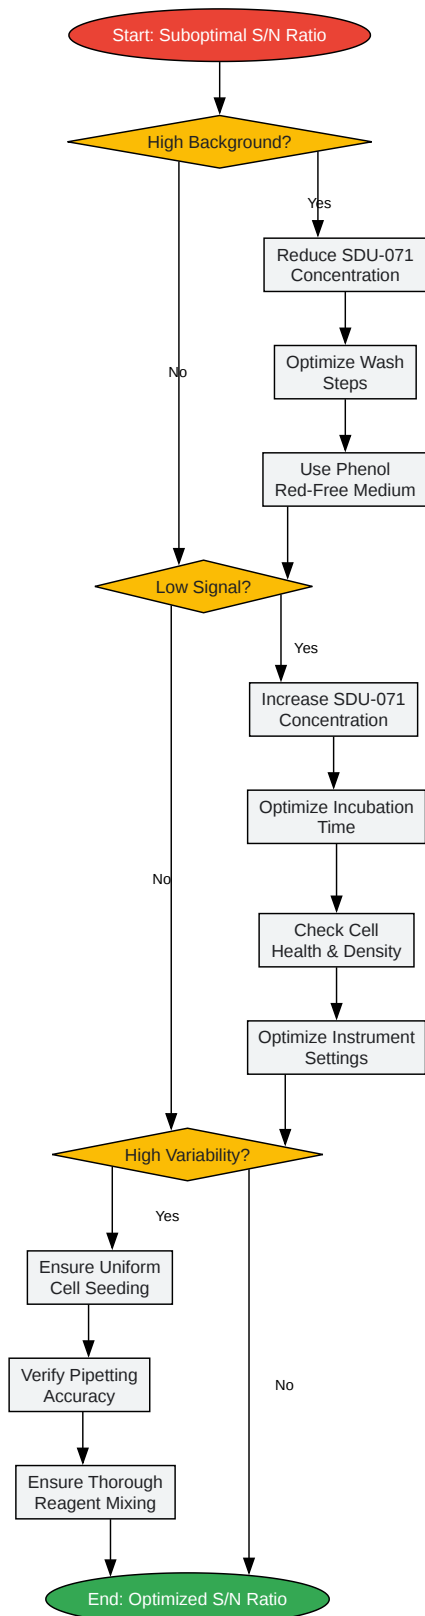 Start: Suboptimal S/N Ratio
High Background?
Yes
Reduce SDU-071
Concentration
Optimize Wash
Steps
No
Use Phenol
Red-Free Medium
Low Signal?
Yes
Increase SDU-071
Concentration
Optimize Incubation
Time
No
Check Cell
Health & Density
Optimize Instrument
Settings
High Variability?
Yes
Ensure Uniform
Cell Seeding
Verify Pipetting
Accuracy
No
Ensure Thorough
Reagent Mixing
End: Optimized S/N Ratio